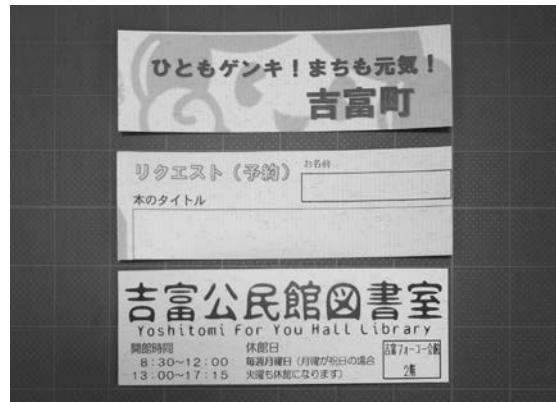 ひともゲンキ！まちも元気！
吉富町
リクエスト（予約）
お名前
本のタイトル
吉富公民館図書室
Yoshitomi For You Hall Library
開館時間
8：30～12：00
13：00～17：15
休館日
毎週月曜日（月曜が祝日の場合
火曜も休館になります）
吉富フォーユー会館
2階